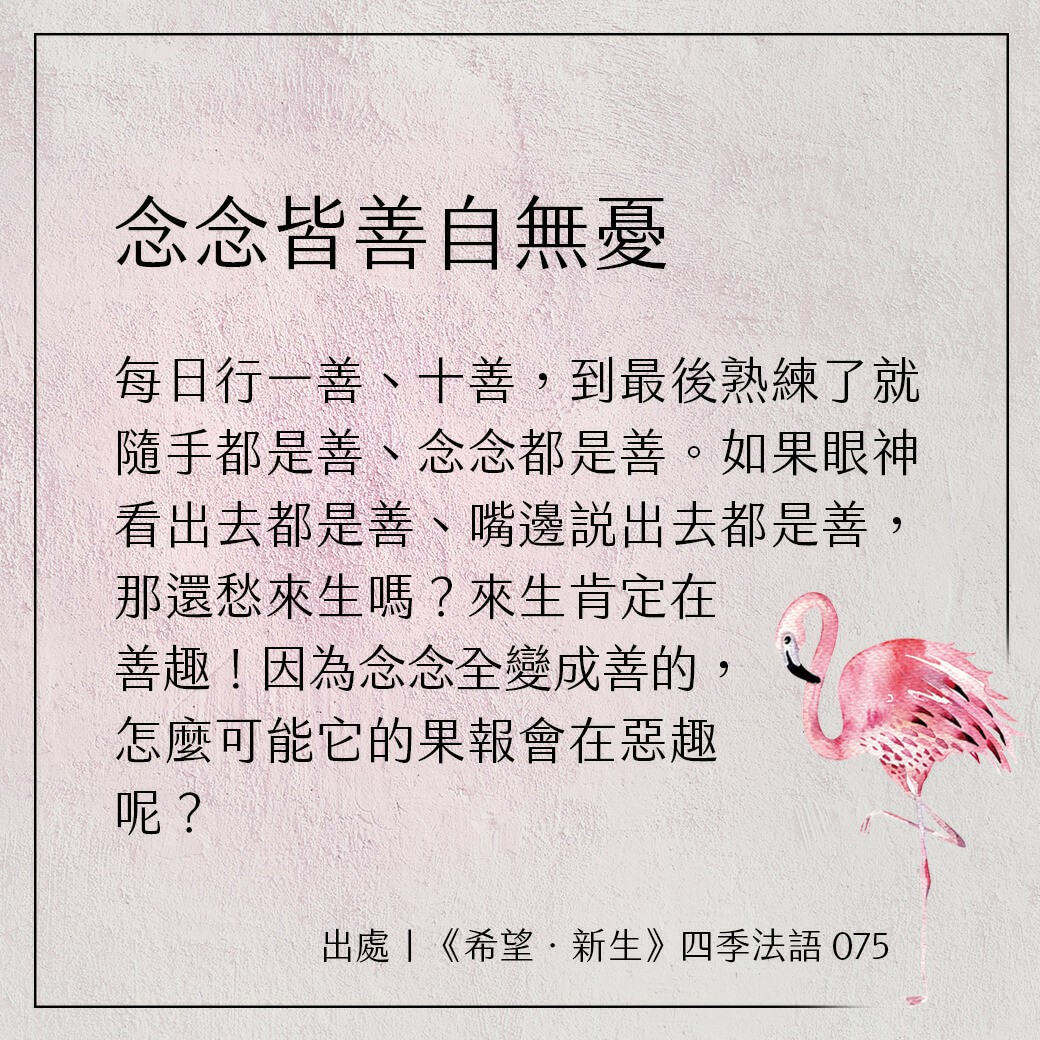 念念皆善自無憂
每日行一善、十善，到最後熟練了就
隨手都是善、念念都是善。如果眼神
看出去都是善、嘴邊説出去都是善，
那還愁來生嗎？來生肯定在
善趣！因為念念全變成善的，
怎麼可能它的果報會在惡趣
呢？
出處｜《希望．新生》四季法語 075